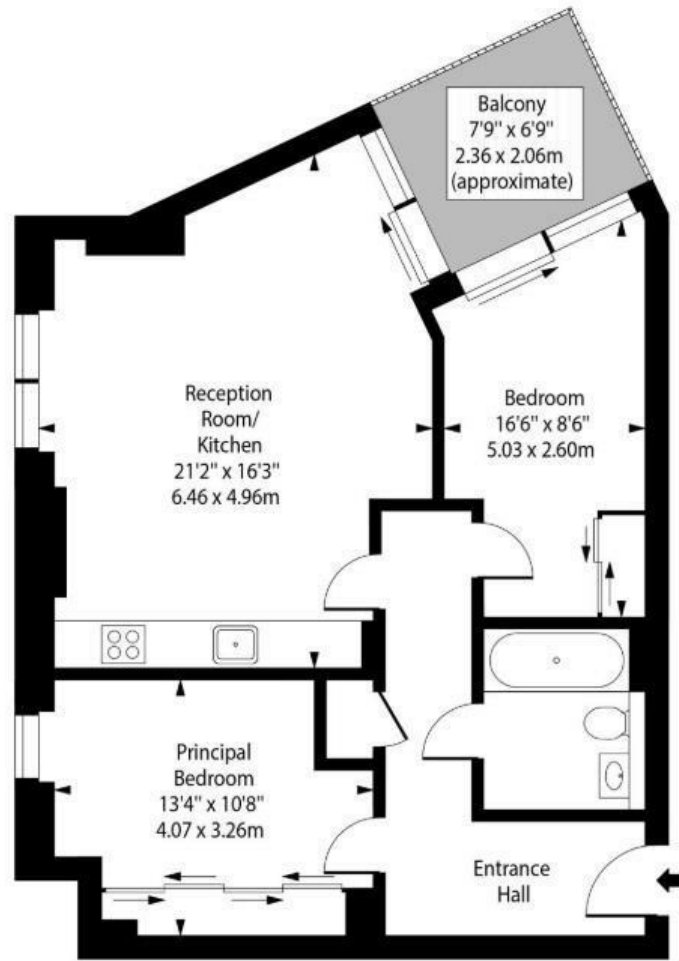 Balcony
7'9" x 6'9"
2.36 x 2.06m
(approximate)
Reception
Room/
Kitchen
21'2" x 16'3"
6.46 x 4.96m
Bedroom
16'6" x 8'6"
5.03 x 2.60m
Principal
Bedroom
13'4" x 10'8"
4.07 x 3.26m
Entrance
Hall